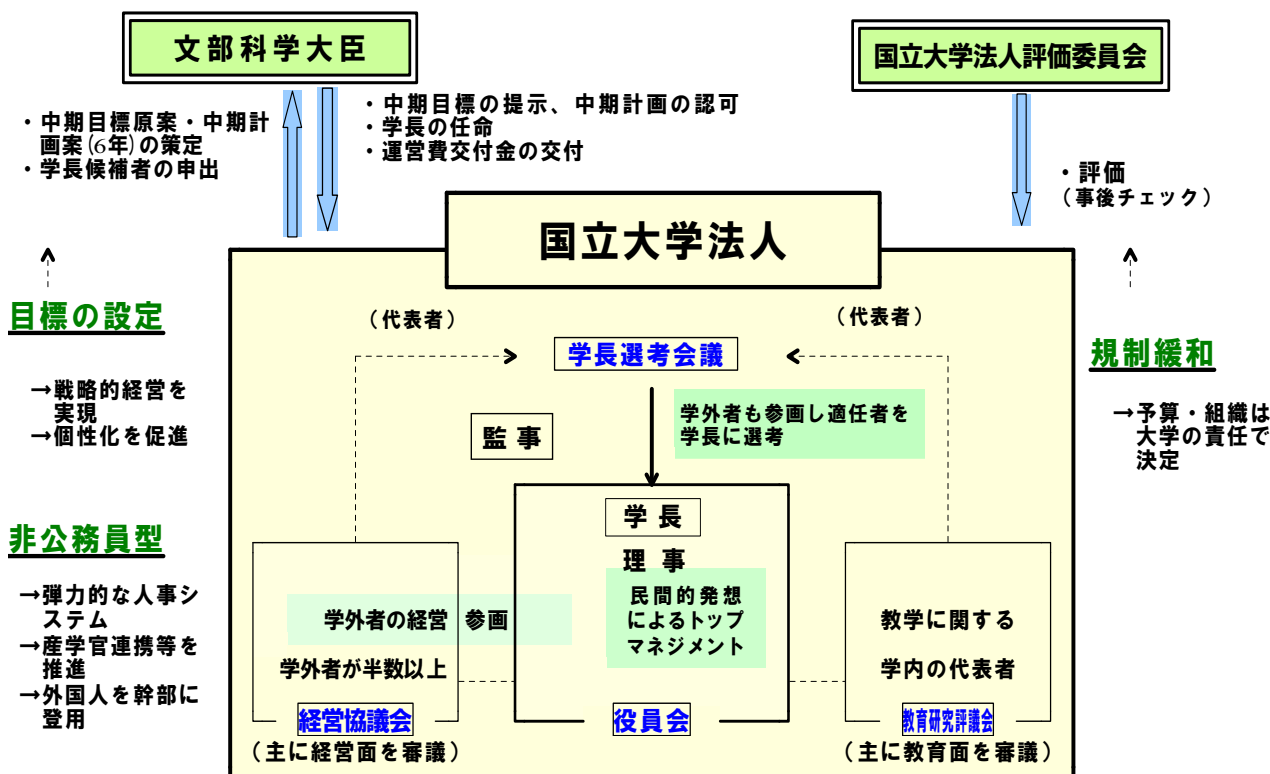 文部科学大臣
国立大学法人評価委員会
・中期目標原案・中期計
画案(6年)の策定
・学長候補者の申出
・中期目標の提示、中期計画の認可
・学長の任命
・運営費交付金の交付
・評価
（事後チェック）
国立大学法人
目標の設定
→戦略的経営を
実現
→個性化を促進
非公務員型
→弾力的な人事シ
ステム
→産学官連携等を
推進
→外国人を幹部に
登用
（代表者）
（代表者）
学長選考会議
監事
学外者も参画し適任者を
学長に選考
学長
理事
民間的発想
によるトップ
マネジメント
役員会
学外者の経営 参画
学外者が半数以上
経営協議会
（主に経営面を審議）
教学に関する
学内の代表者
教育研究評議会
（主に教育面を審議）
規制緩和
→予算・組織は
大学の責任で
決定